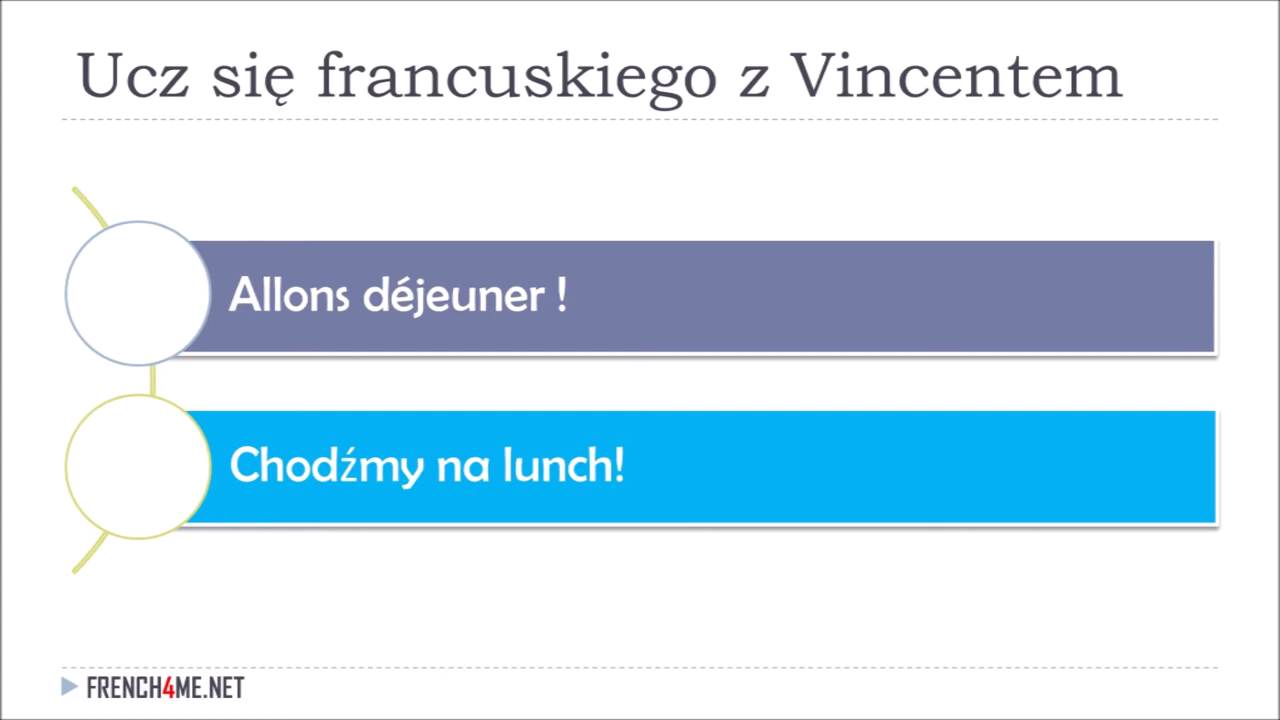 Ucz się francuskiego z Vincentem
Allons déjeuner !
Chodźmy na lunch!
FRENCH4ME.NET